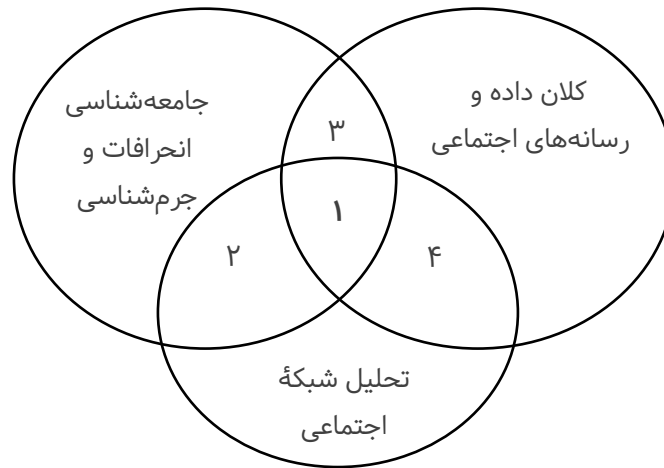 کلان داده و
رسانه‌های اجتماعی
جامعه‌شناسی
انحرافات و
جرم‌شناسی
۳
۱
۲
۴
تحلیل شبکهٔ
اجتماعی